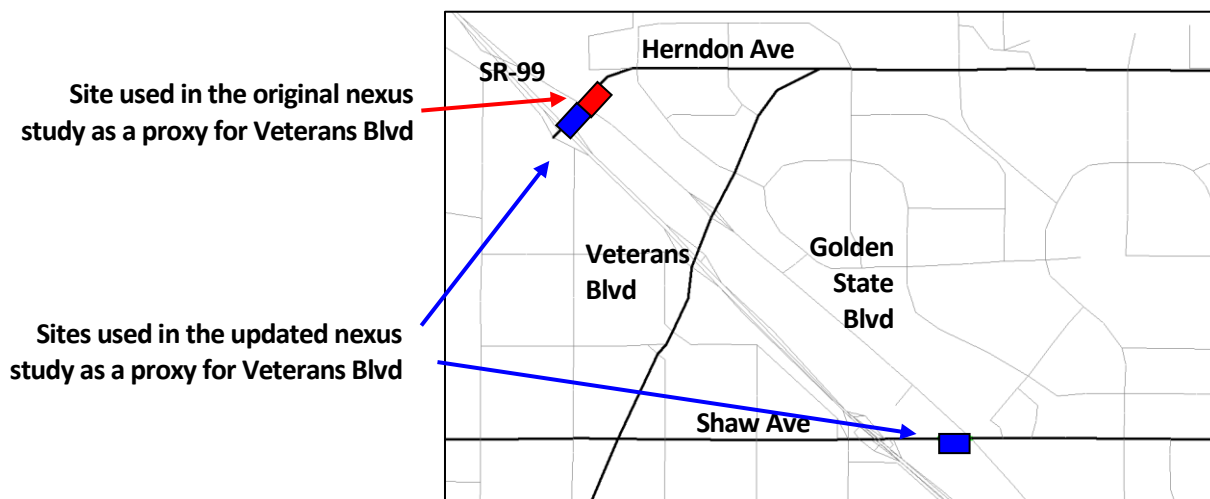 Herndon Ave
SR-99
Site used in the original nexus
study as a proxy for Veterans Blvd
Veterans
Blvd
Golden
State
Blvd
Sites used in the updated nexus
study as a proxy for Veterans Blvd
Shaw Ave